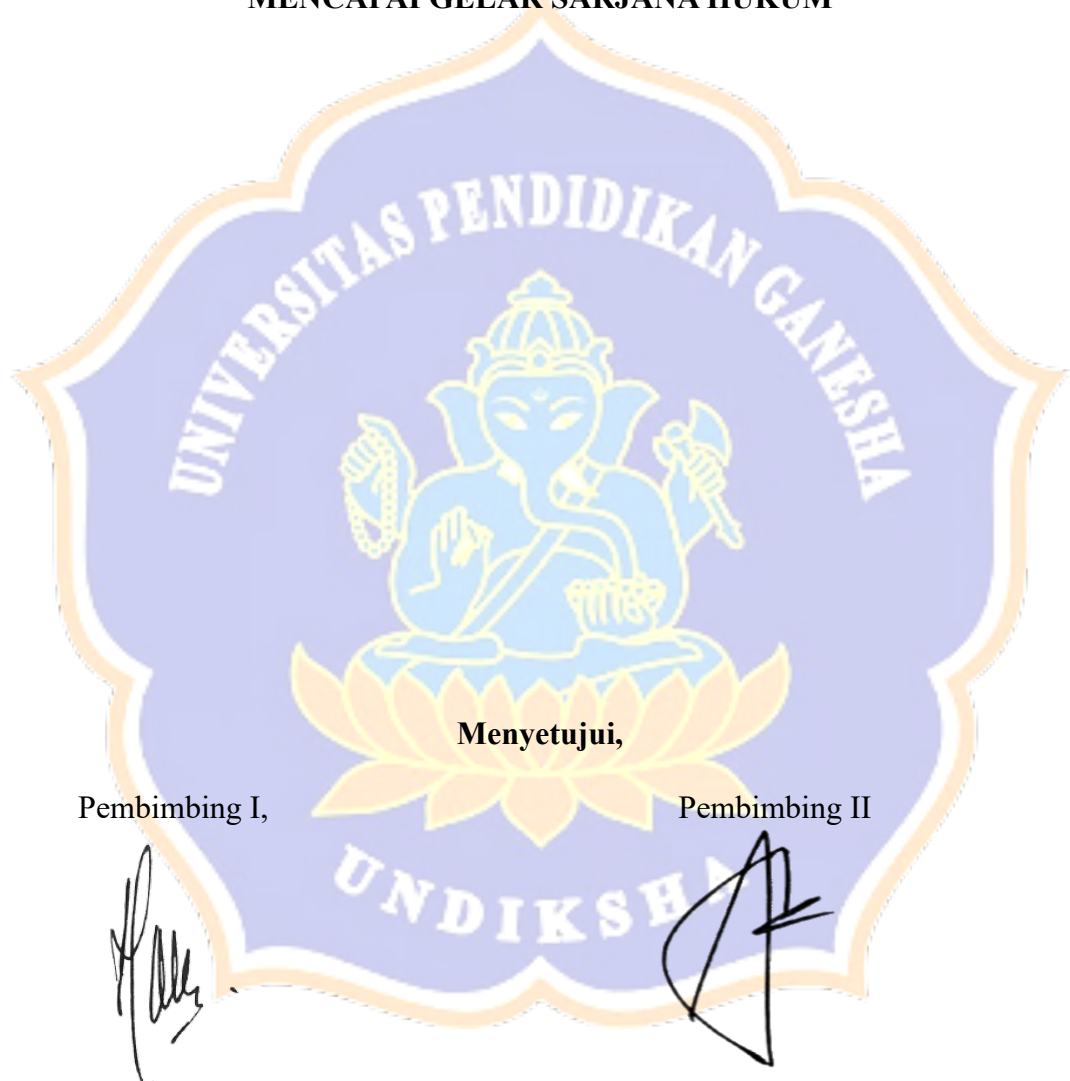 MENCAPAI GELAR SARJANA HUKUM
UNIVERSITAS PENDIDIKAN GANESHA
Menyetujui,
Pembimbing I,
Pembimbing II
UNDIKSHA